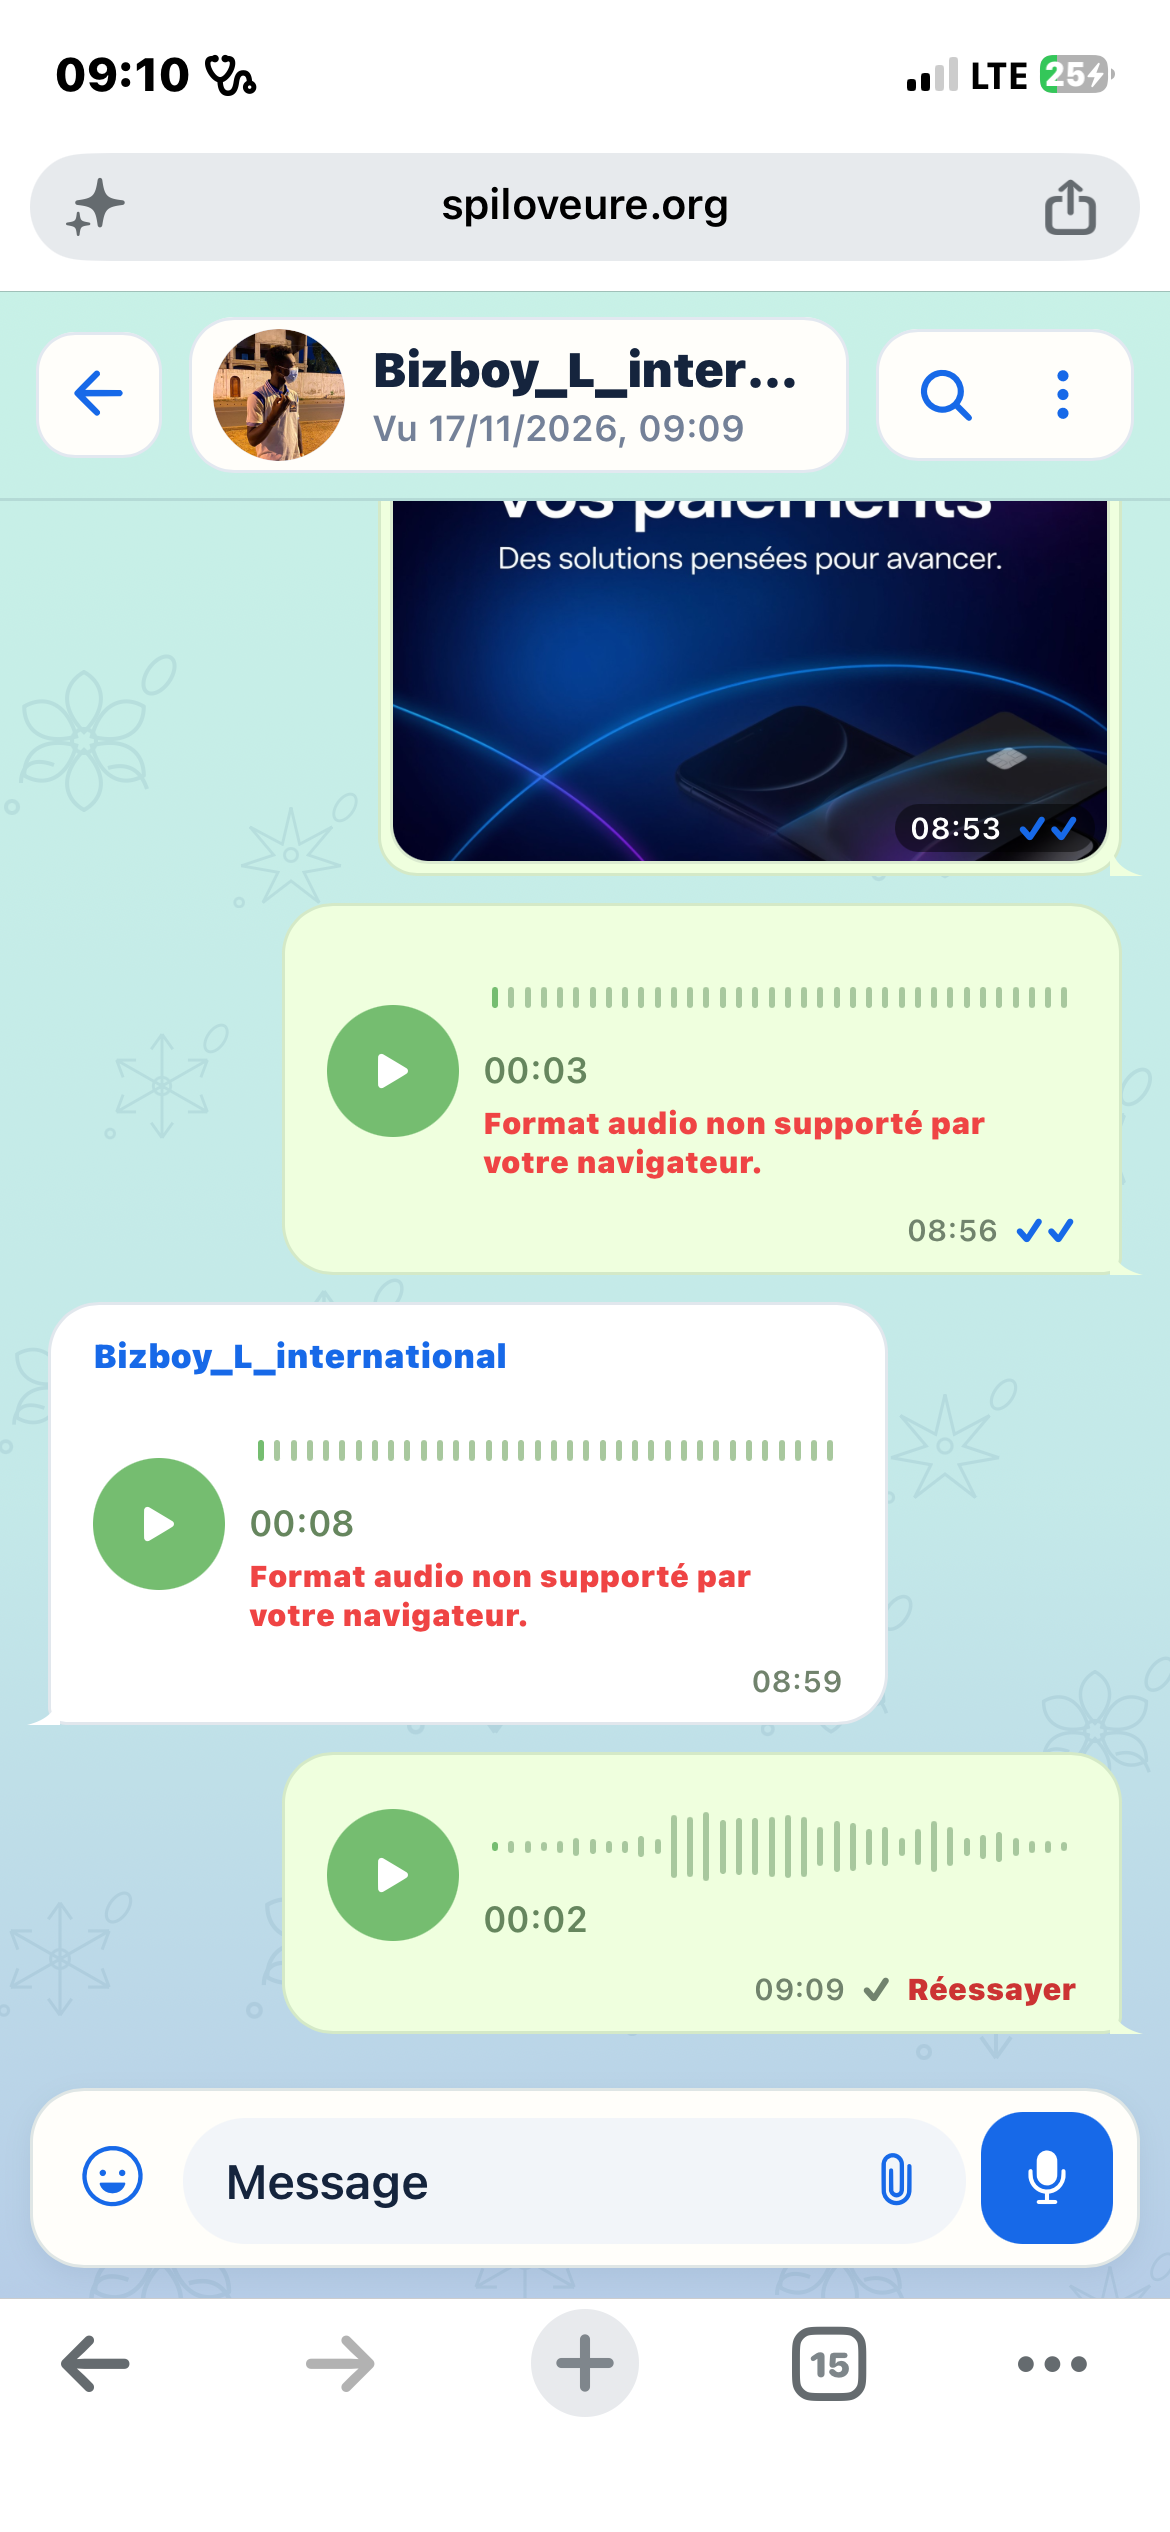 09:10
LTE 25
spiloveure.org
Bizboy_L_inter...
Vu 17/11/2026, 09:09
vos paiements
Des solutions pensées pour avancer.
08:53
00:03
Format audio non supporté par
votre navigateur.
08:56
Bizboy_L_international
00:08
Format audio non supporté par
votre navigateur.
08:59
00:02
09:09 Réessayer
Message
15